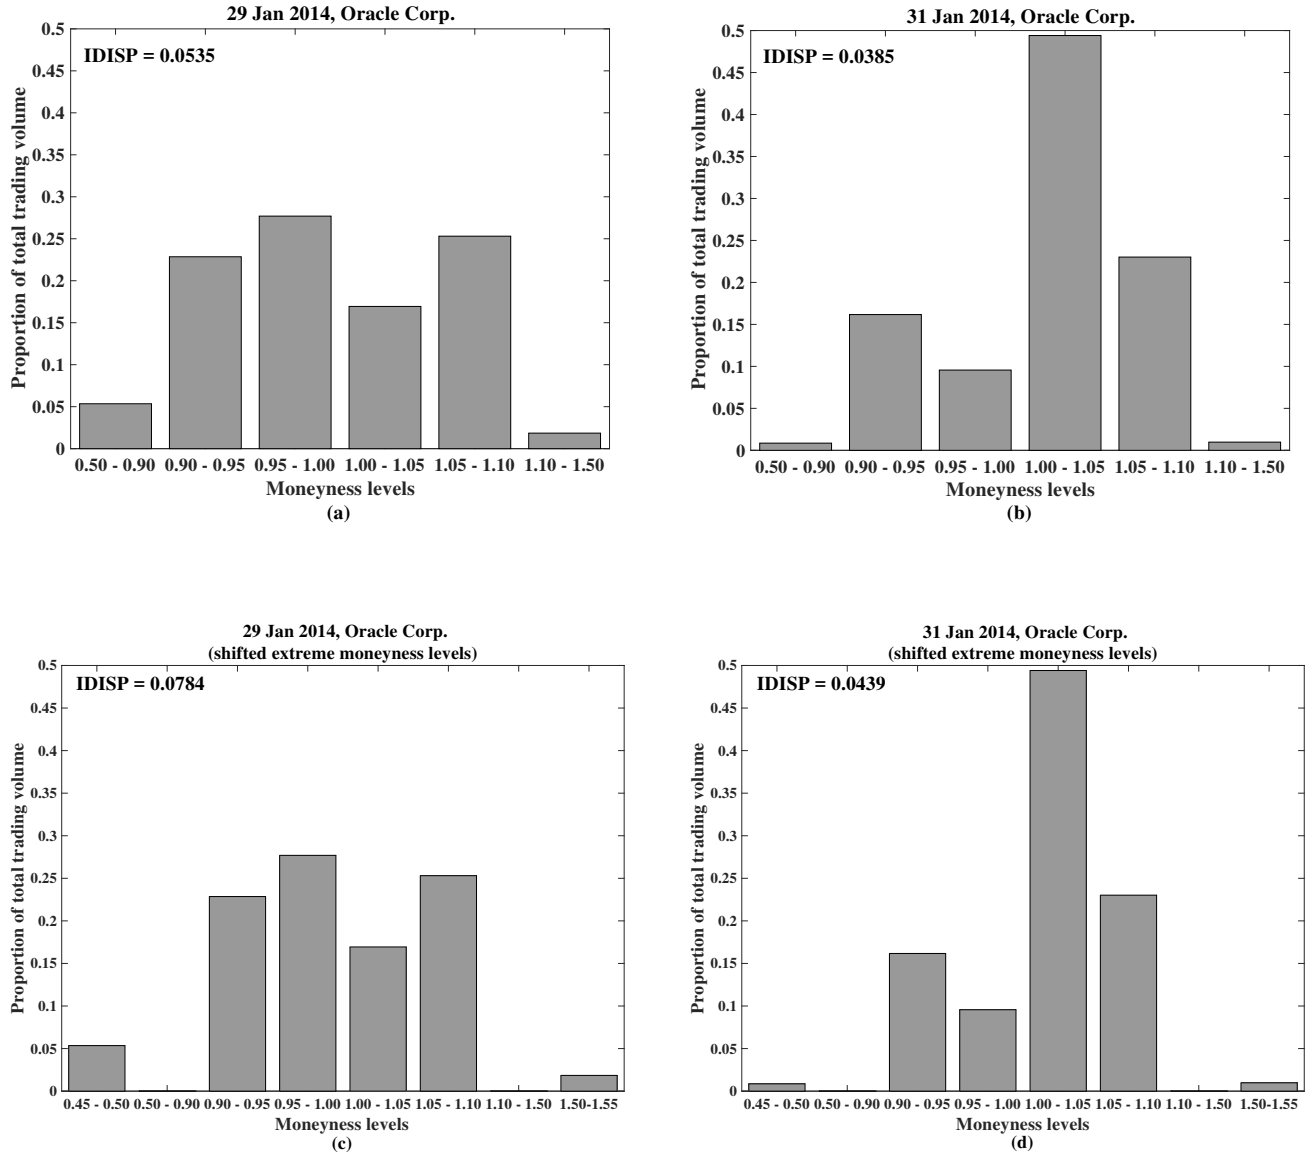 29 Jan 2014, Oracle Corp.
IDISP = 0.0535
Proportion of total trading volume
0.5
0.45
0.4
0.35
0.3
0.25
0.2
0.15
0.1
0.05
0
0.50 - 0.90 0.90 - 0.95 0.95 - 1.00 1.00 - 1.05 1.05 - 1.10 1.10 - 1.50
Moneyness levels
(a)
31 Jan 2014, Oracle Corp.
IDISP = 0.0385
Proportion of total trading volume
0.5
0.45
0.4
0.35
0.3
0.25
0.2
0.15
0.1
0.05
0
0.50 - 0.90 0.90 - 0.95 0.95 - 1.00 1.00 - 1.05 1.05 - 1.10 1.10 - 1.50
Moneyness levels
(b)
29 Jan 2014, Oracle Corp.
(shifted extreme moneyness levels)
IDISP = 0.0784
Proportion of total trading volume
0.5
0.45
0.4
0.35
0.3
0.25
0.2
0.15
0.1
0.05
0
0.45 - 0.50 0.50 - 0.90 0.90 - 0.95 0.95 - 1.00 1.00 - 1.05 1.05 - 1.10 1.10 - 1.50 1.50-1.55
Moneyness levels
(c)
31 Jan 2014, Oracle Corp.
(shifted extreme moneyness levels)
IDISP = 0.0439
Proportion of total trading volume
0.5
0.45
0.4
0.35
0.3
0.25
0.2
0.15
0.1
0.05
0
0.45 - 0.50 0.50 - 0.90 0.90 - 0.95 0.95 - 1.00 1.00 - 1.05 1.05 - 1.10 1.10 - 1.50 1.50-1.55
Moneyness levels
(d)